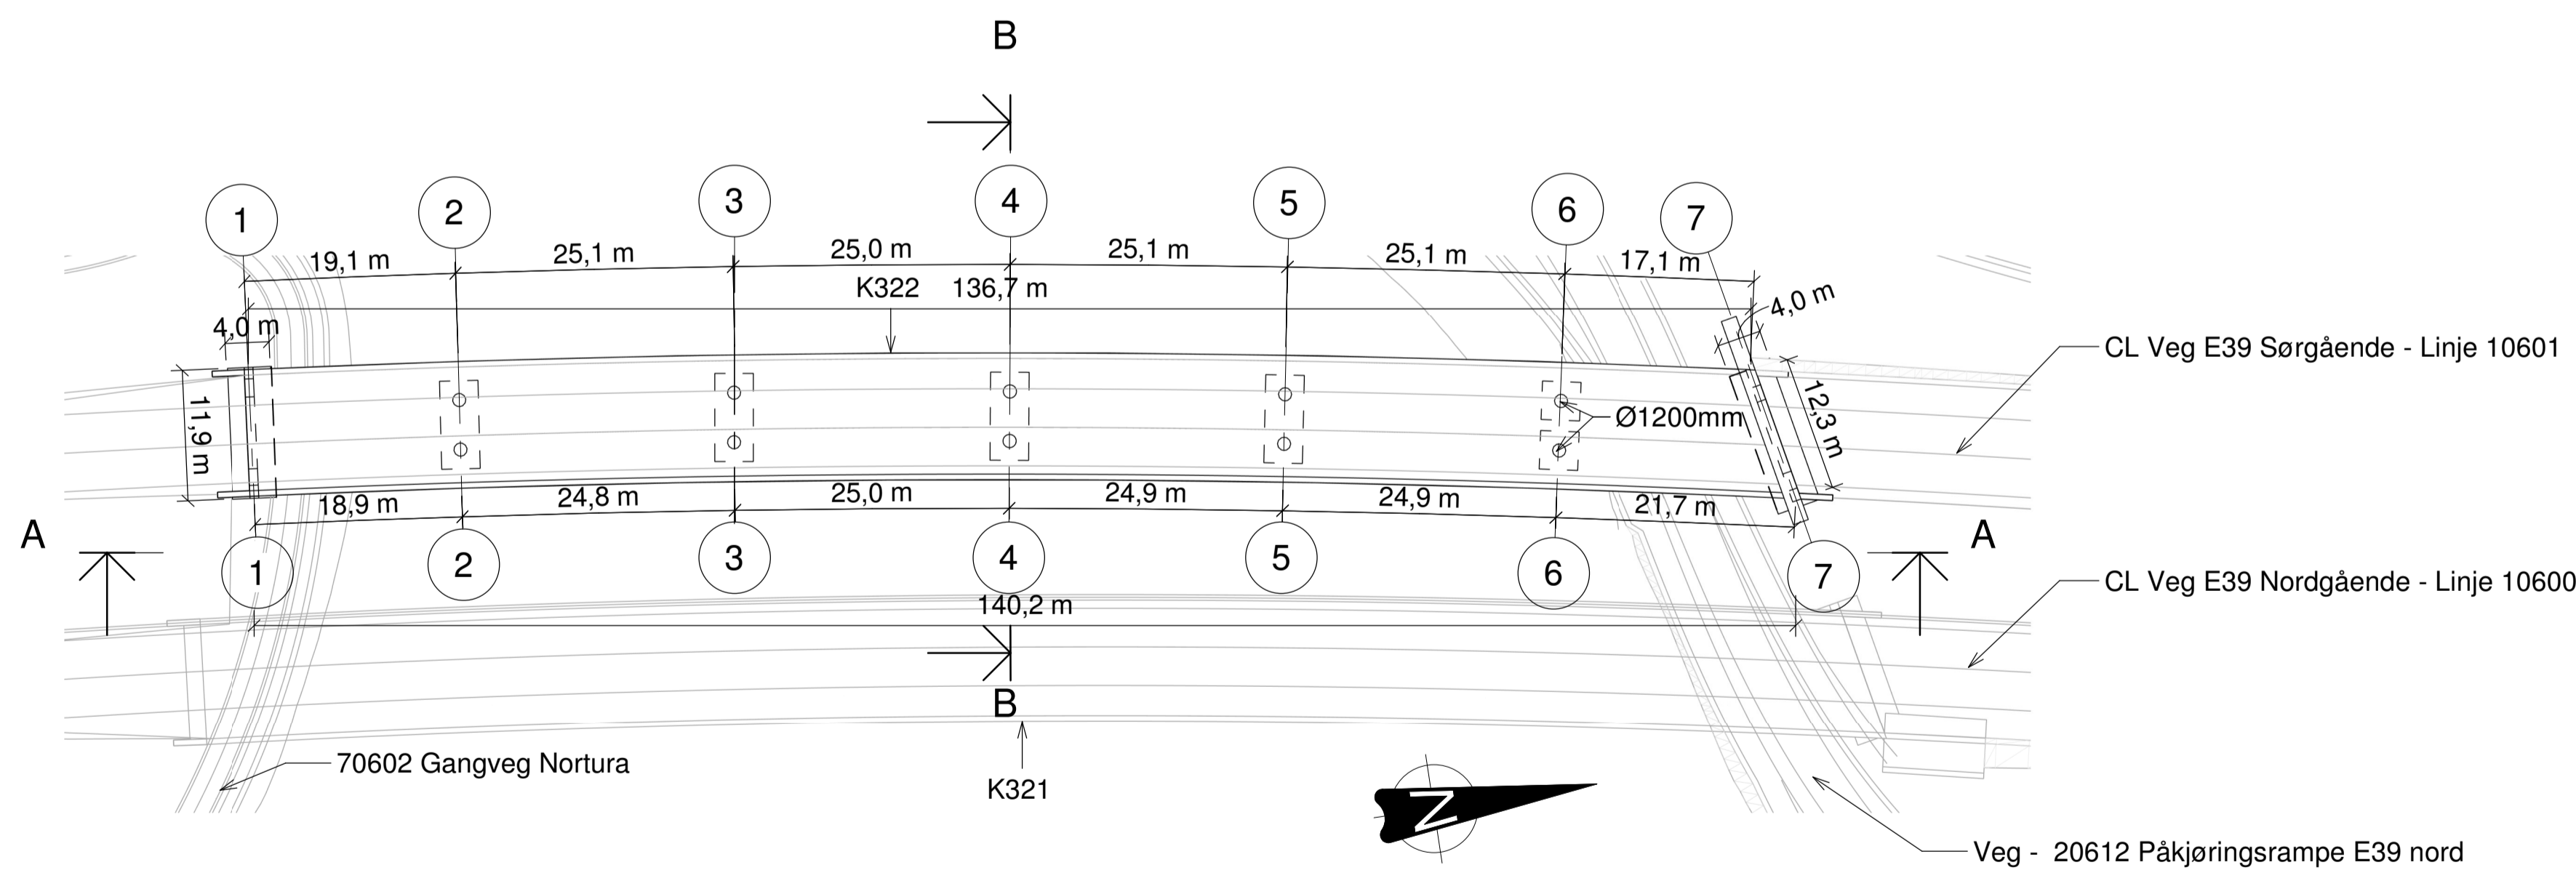 B
1
2
3
4
5
6
7
19,1 m
25,1 m
25,0 m
25,1 m
25,1 m
17,1 m
K322
136,7 m
4,0 m
4,0 m
CL Veg E39 Sørgående - Linje 10601
11,9 m
Ø1200mm
12,3 m
18,9 m
24,8 m
25,0 m
24,9 m
24,9 m
21,7 m
A
A
1
2
3
4
5
6
7
CL Veg E39 Nordgående - Linje 10600
140,2 m
B
70602 Gangveg Nortura
K321
N
Veg - 20612 Påkjøringsrampe E39 nord